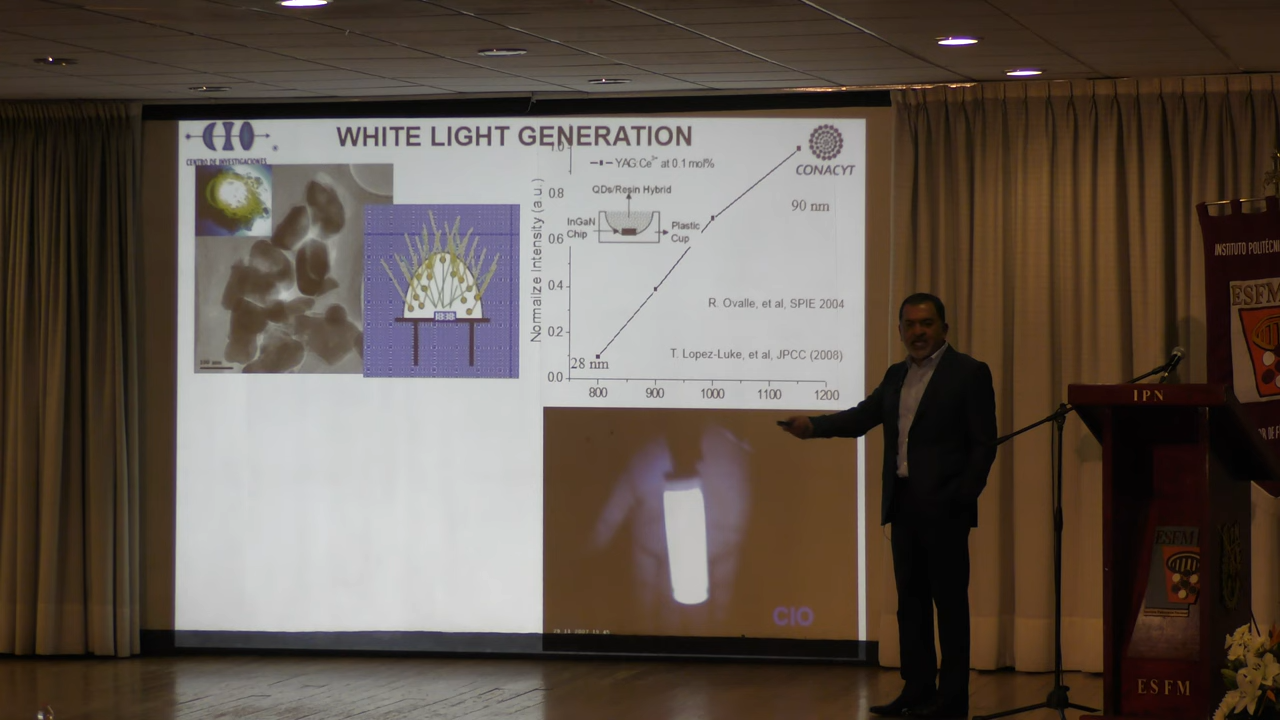 CIO
CENTRO DE INVESTIGACIONES
WHITE LIGHT GENERATION
CONACYT
YAG:Ce3+ at 0.1 mol%
90 nm
QDs/Resin Hybrid
InGaN
Chip
Plastic
Cup
R. Ovalle, et al, SPIE 2004
T. Lopez-Luke, et al, JPCC (2008)
28 nm
Normalize Intensity (a.u.)
1.0
0.8
0.6
0.4
0.2
0.0
800 900 1000 1100 1200
CIO
INSTITUTO POLITÉCN
ESFM
IPN
ESFM
ESFM